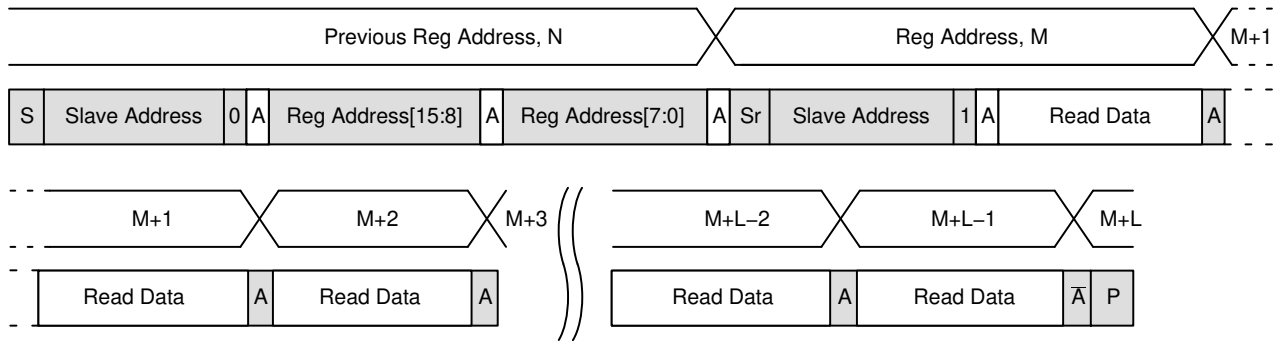 Previous Reg Address, N Reg Address, M M+1
S Slave Address 0 A Reg Address[15:8] A Reg Address[7:0] A Sr Slave Address 1 A Read Data A
M+1 M+2 M+3 M+L−2 M+L−1 M+L
Read Data A Read Data A Read Data A Read Data A̅ P